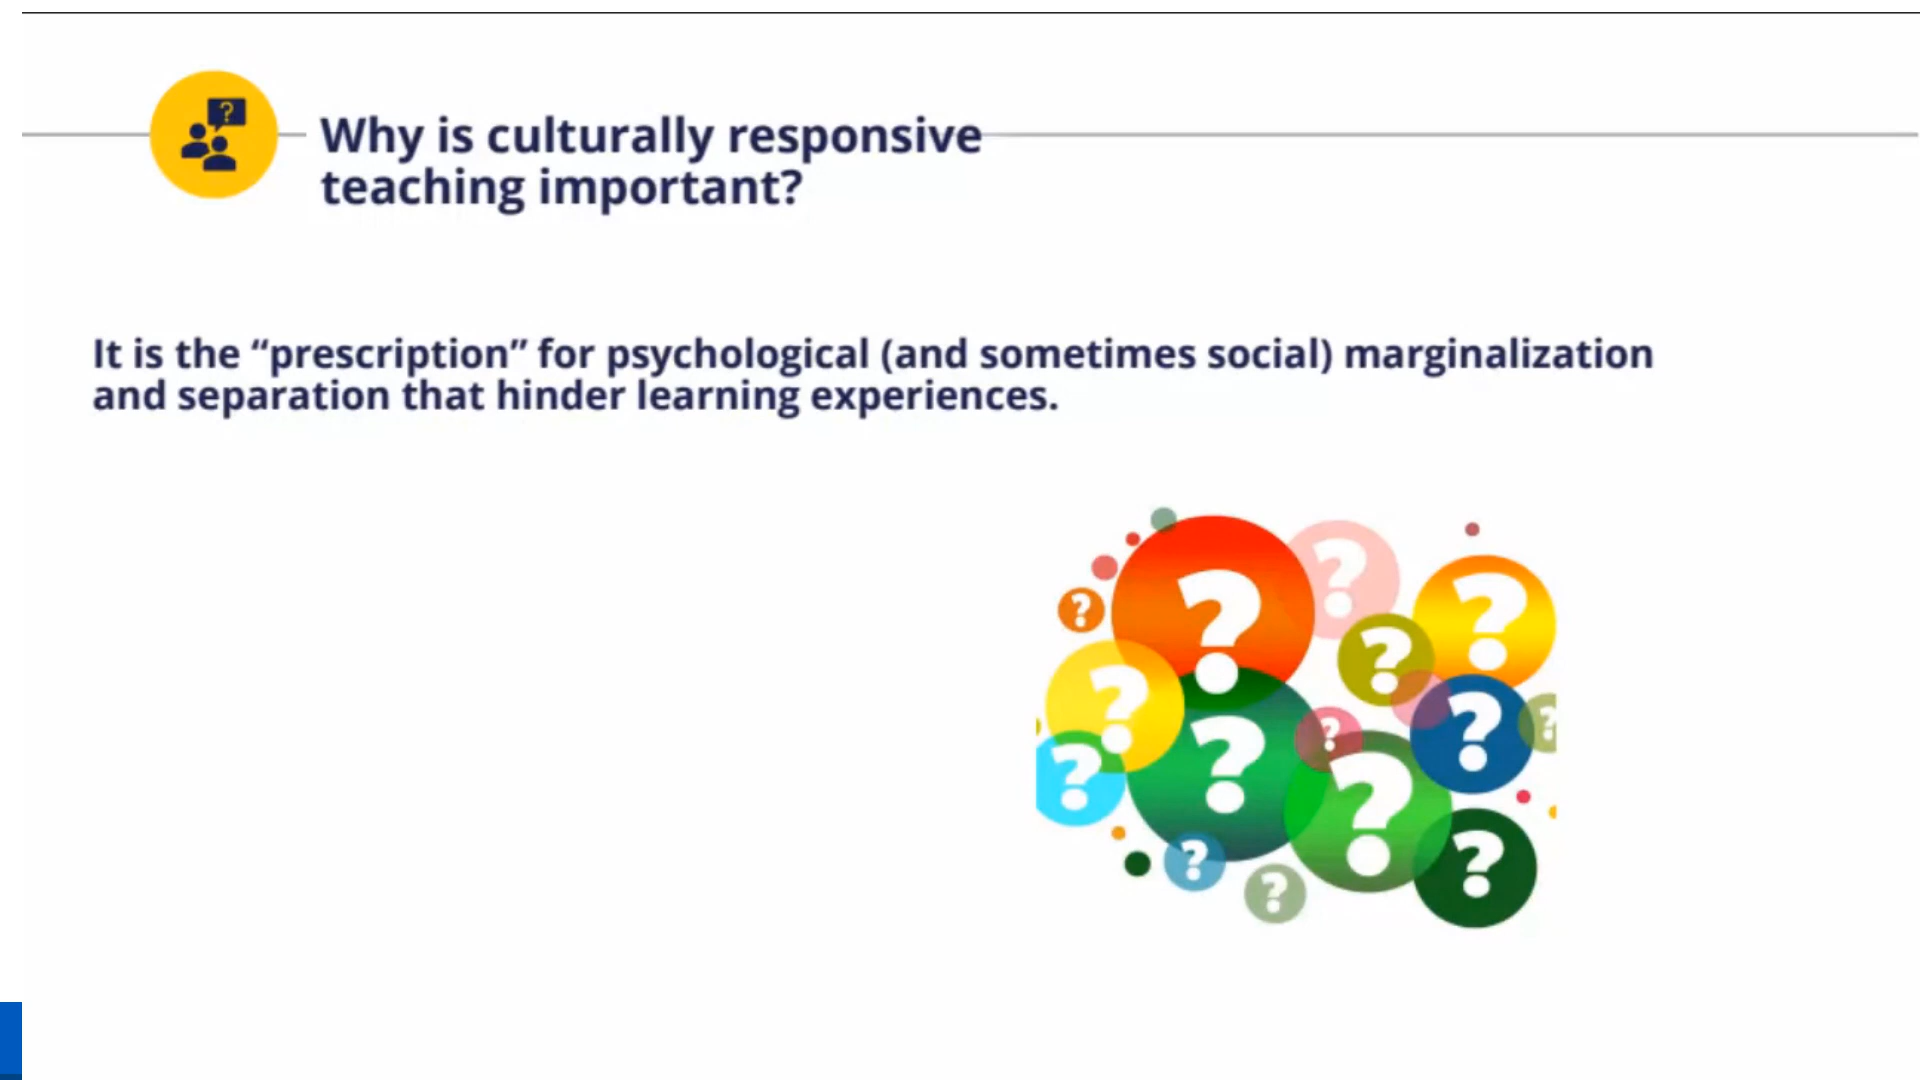 ?
Why is culturally responsive
teaching important?
It is the “prescription” for psychological (and sometimes social) marginalization
and separation that hinder learning experiences.
? ? ? ? ? ? ? ? ? ? ? ? ? ? ?